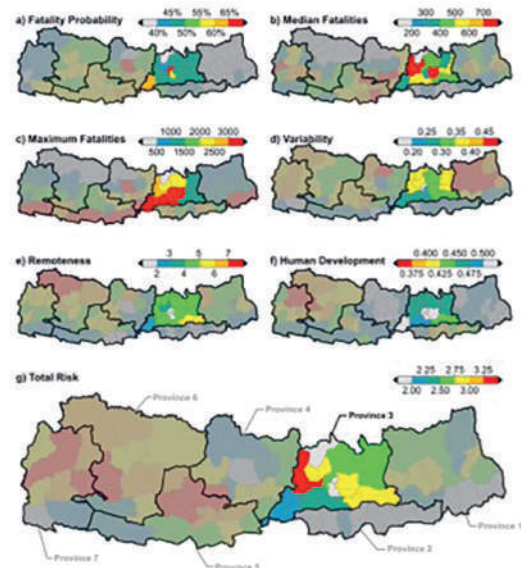 a) Fatality Probability
45% 55% 65%
40% 50% 60%
b) Median Fatalities
300 500 700
200 400 600
c) Maximum Fatalities
1000 2000 3000
500 1500 2500
d) Variability
0.25 0.35 0.45
0.20 0.30 0.40
e) Remoteness
3 5 7
2 4 6
f) Human Development
0.400 0.450 0.500
0.375 0.425 0.475
g) Total Risk
2.25 2.75 3.25
2.00 2.50 3.00
Province 6
Province 4
Province 3
Province 1
Province 7
Province 5
Province 2